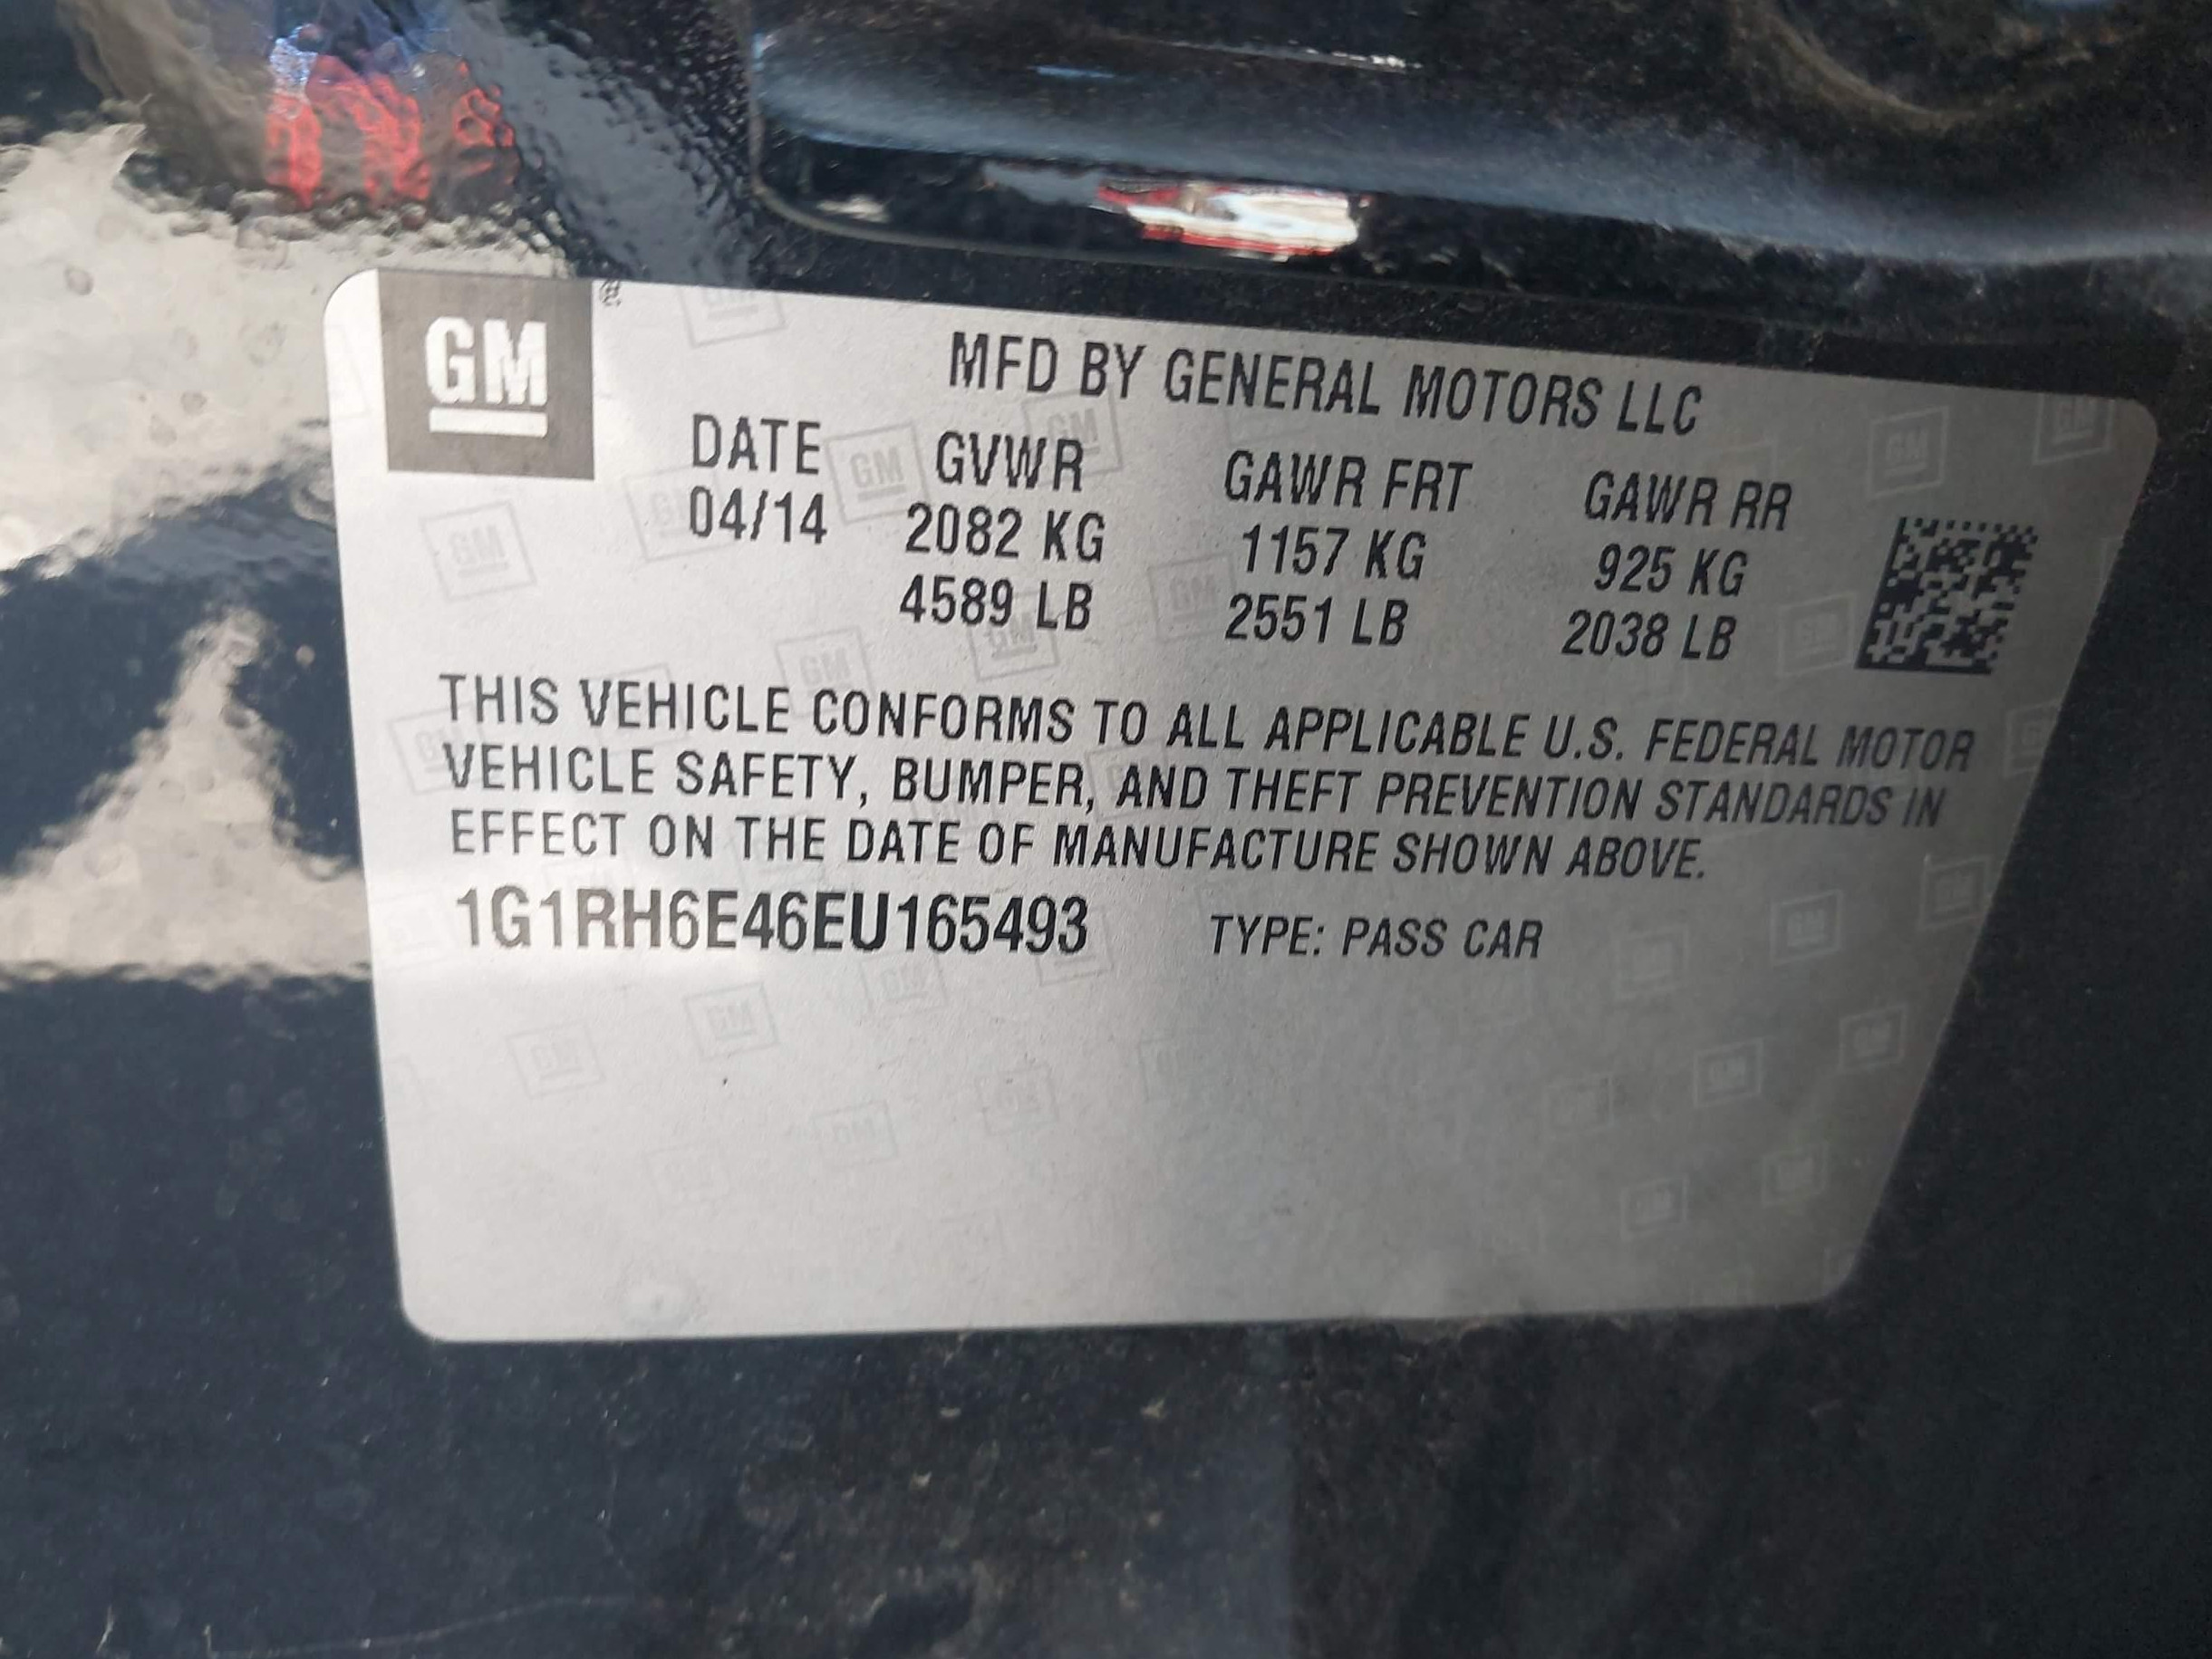 GM
MFD BY GENERAL MOTORS LLC
DATE GVWR GAWR FRT GAWR RR
04/14 2082 KG 1157 KG 925 KG
4589 LB 2551 LB 2038 LB
THIS VEHICLE CONFORMS TO ALL APPLICABLE U.S. FEDERAL MOTOR
VEHICLE SAFETY, BUMPER, AND THEFT PREVENTION STANDARDS IN
EFFECT ON THE DATE OF MANUFACTURE SHOWN ABOVE.
1G1RH6E46EU165493 TYPE: PASS CAR